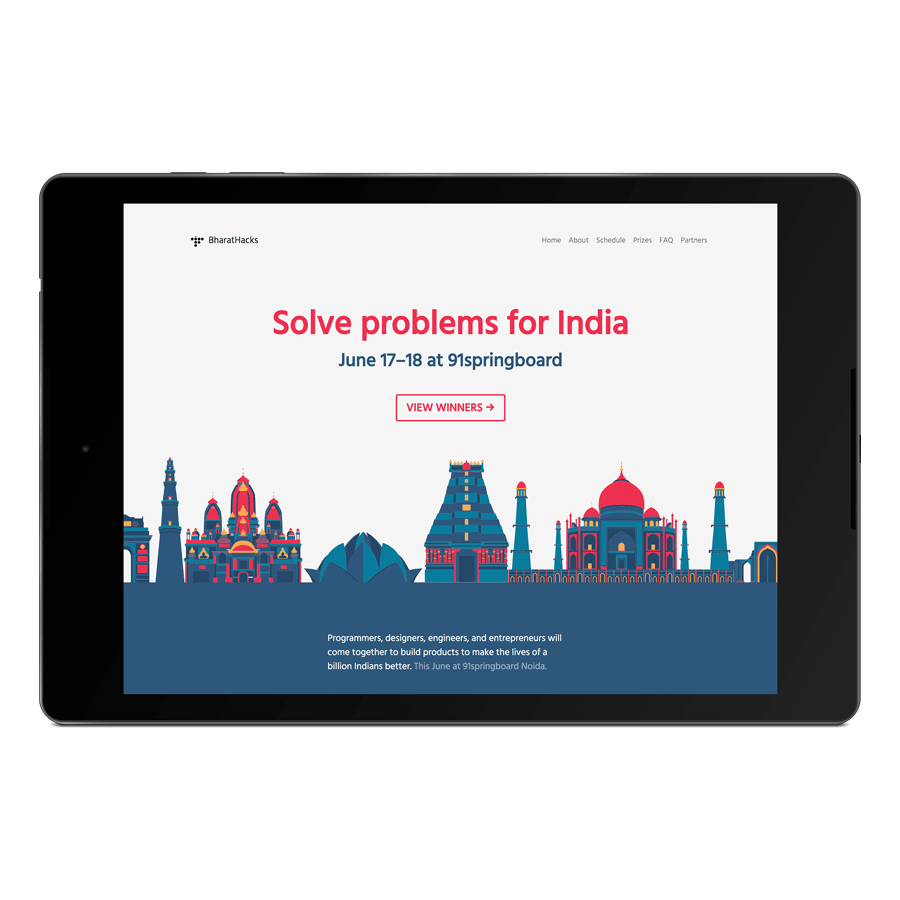 BharatHacks
Home About Schedule Prizes FAQ Partners
Solve problems for India
June 17–18 at 91springboard
VIEW WINNERS →
Programmers, designers, engineers, and entrepreneurs will
come together to build products to make the lives of a
billion Indians better. This June at 91springboard Noida.